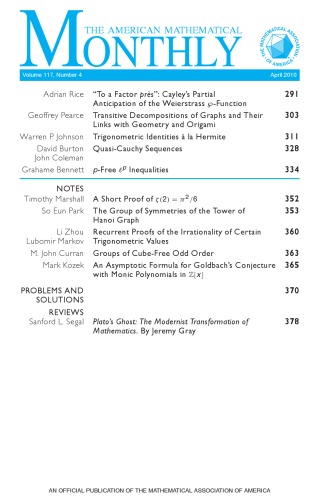 THE AMERICAN MATHEMATICAL
MONTHLY
THE MATHEMATICAL ASSOCIATION OF AMERICA
Volume 117, Number 4 April 2010
Adrian Rice "To a Factor près": Cayley's Partial 291
Anticipation of the Weierstrass ℘-Function
Geoffrey Pearce Transitive Decompositions of Graphs and Their 303
Links with Geometry and Origami
Warren P. Johnson Trigonometric Identities à la Hermite 311
David Burton Quasi-Cauchy Sequences 328
John Coleman
Grahame Bennett p-Free ℓᵖ Inequalities 334
NOTES
Timothy Marshall A Short Proof of ζ(2) = π²/6 352
So Eun Park The Group of Symmetries of the Tower of 353
Hanoi Graph
Li Zhou Recurrent Proofs of the Irrationality of Certain 360
Lubomir Markov Trigonometric Values
M. John Curran Groups of Cube-Free Odd Order 363
Mark Kozek An Asymptotic Formula for Goldbach's Conjecture 365
with Monic Polynomials in ℤ[x]
PROBLEMS AND 370
SOLUTIONS
REVIEWS
Sanford L. Segal Plato's Ghost: The Modernist Transformation of 378
Mathematics. By Jeremy Gray
AN OFFICIAL PUBLICATION OF THE MATHEMATICAL ASSOCIATION OF AMERICA